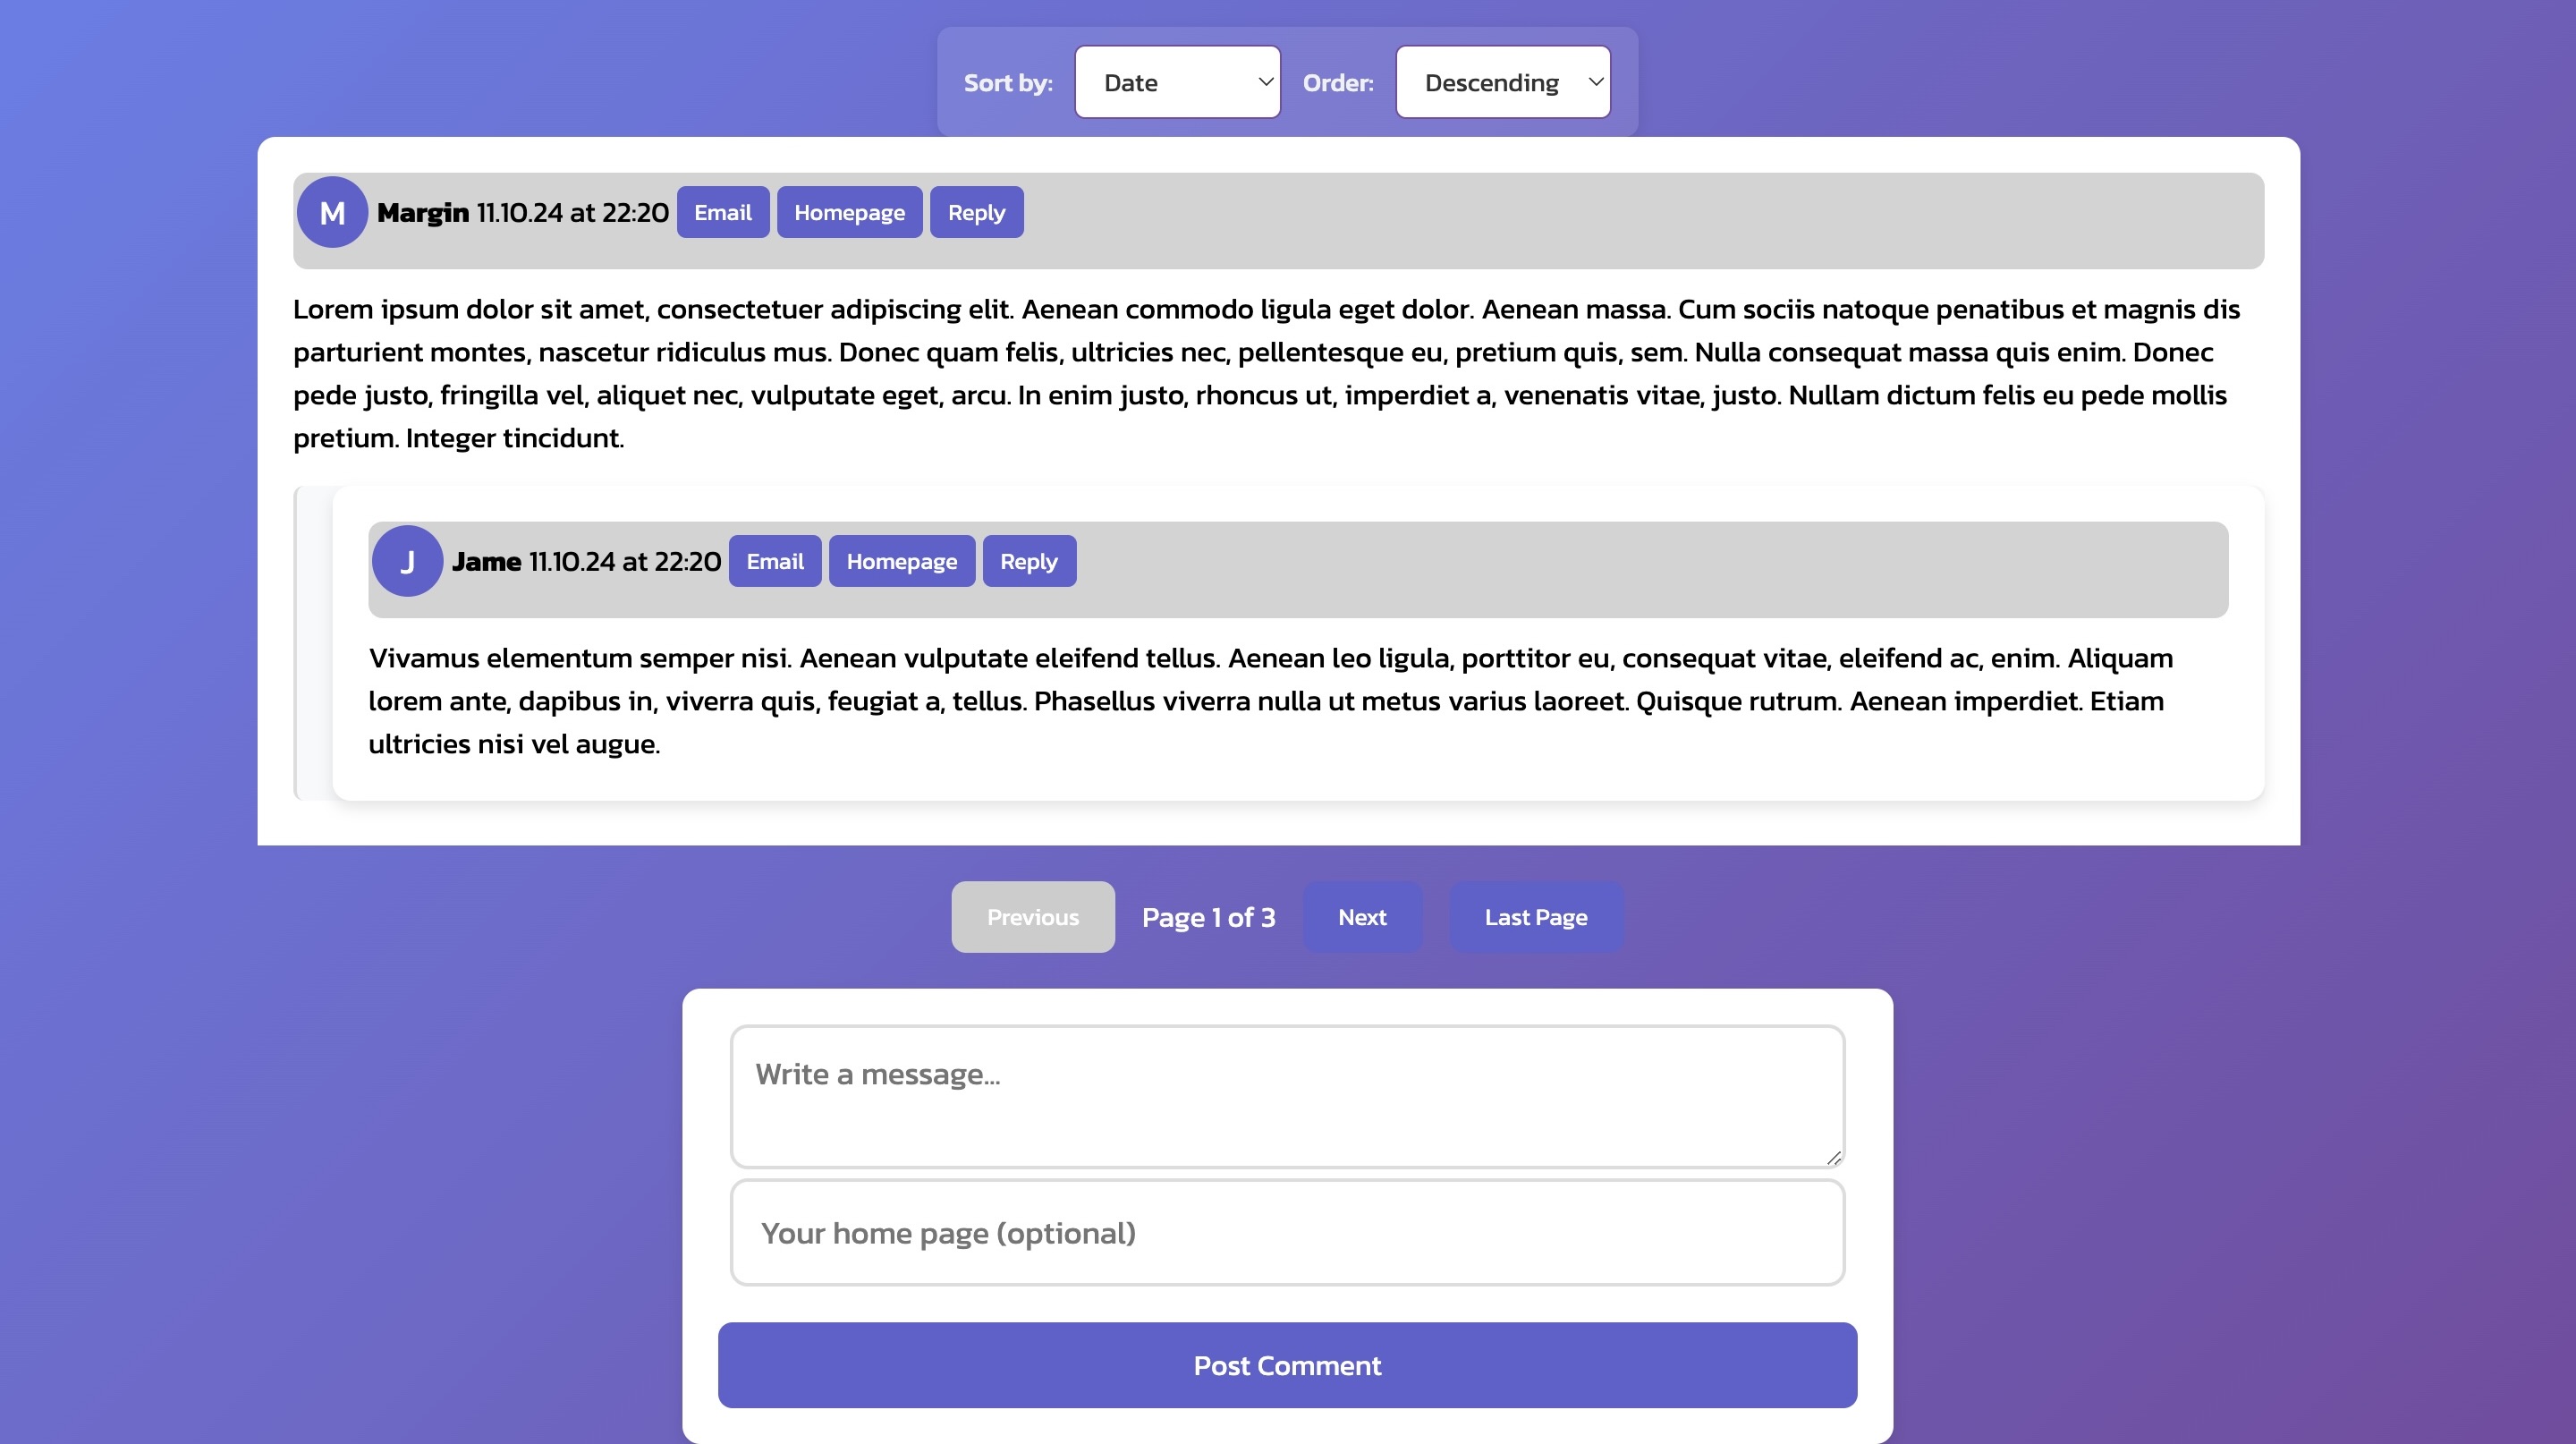 Sort by: Date Order: Descending
M Margin 11.10.24 at 22:20 Email Homepage Reply
Lorem ipsum dolor sit amet, consectetuer adipiscing elit. Aenean commodo ligula eget dolor. Aenean massa. Cum sociis natoque penatibus et magnis dis
parturient montes, nascetur ridiculus mus. Donec quam felis, ultricies nec, pellentesque eu, pretium quis, sem. Nulla consequat massa quis enim. Donec
pede justo, fringilla vel, aliquet nec, vulputate eget, arcu. In enim justo, rhoncus ut, imperdiet a, venenatis vitae, justo. Nullam dictum felis eu pede mollis
pretium. Integer tincidunt.
J Jame 11.10.24 at 22:20 Email Homepage Reply
Vivamus elementum semper nisi. Aenean vulputate eleifend tellus. Aenean leo ligula, porttitor eu, consequat vitae, eleifend ac, enim. Aliquam
lorem ante, dapibus in, viverra quis, feugiat a, tellus. Phasellus viverra nulla ut metus varius laoreet. Quisque rutrum. Aenean imperdiet. Etiam
ultricies nisi vel augue.
Previous Page 1 of 3 Next Last Page
Write a message...
Your home page (optional)
Post Comment